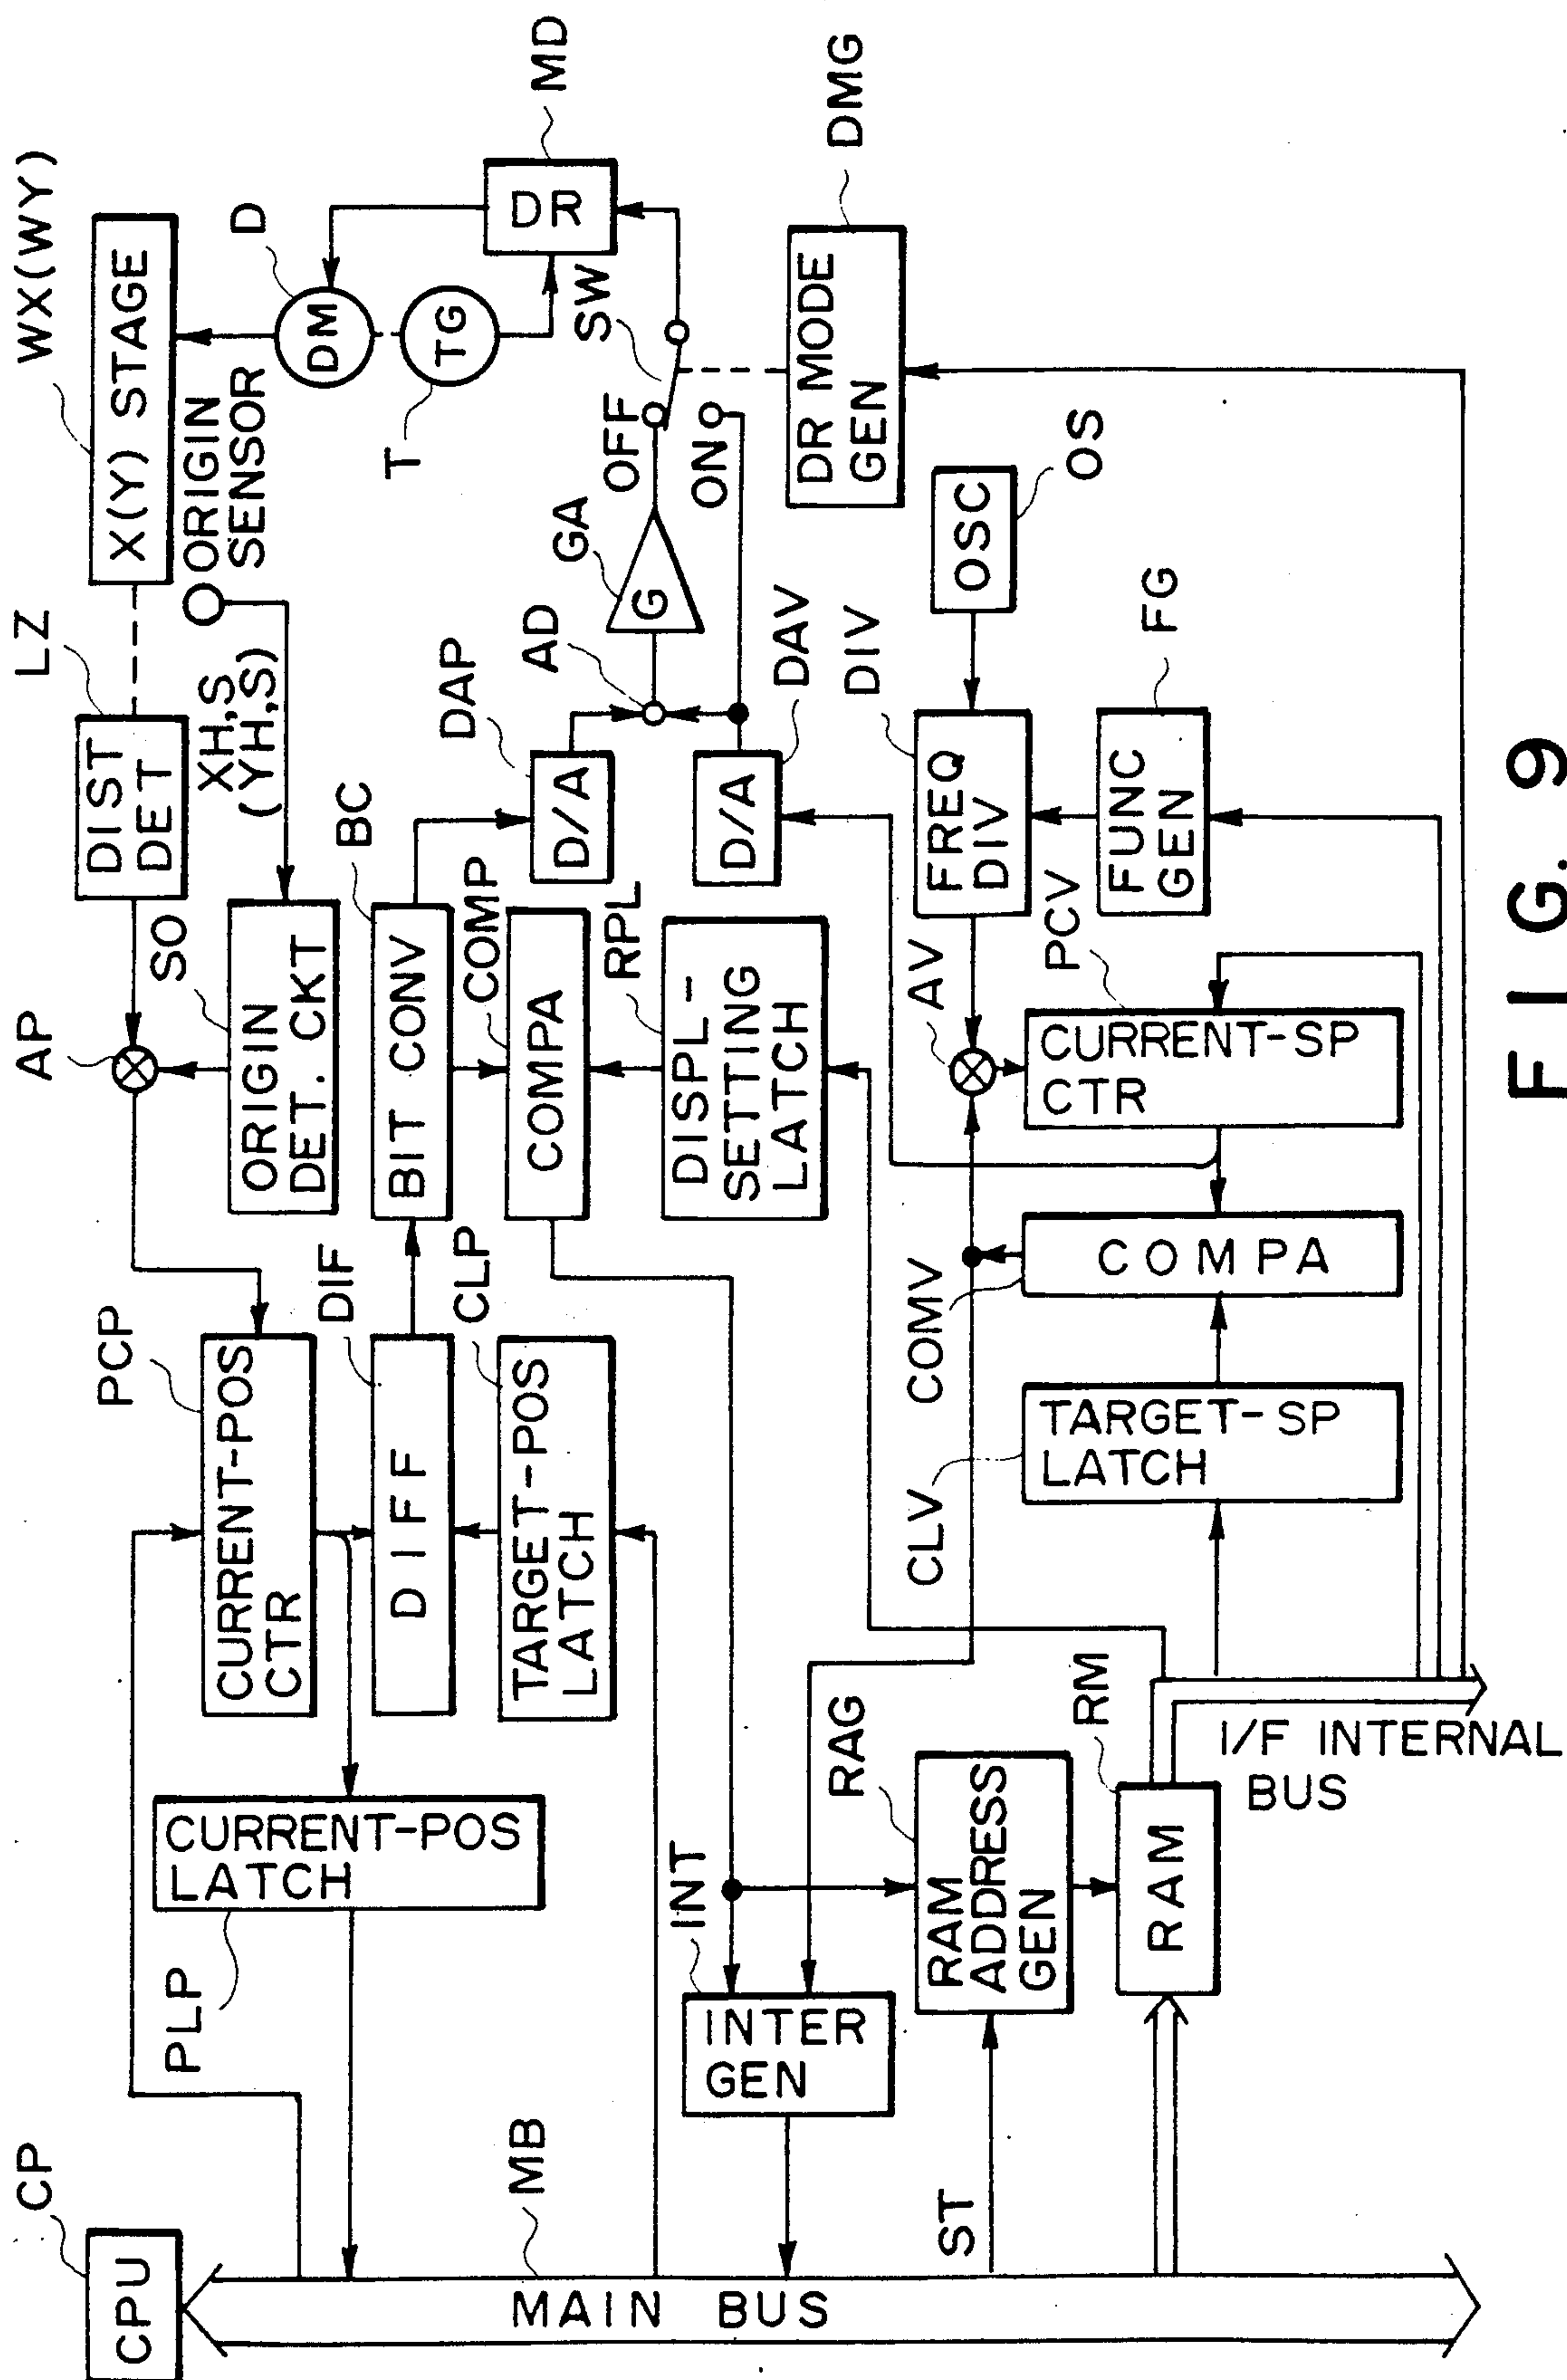 CP
CPU
MB
MAIN BUS
PLP
CURRENT-POS
LATCH
PCP
CURRENT-POS
CTR
DIF
DIFF
CLP
TARGET-POS
LATCH
AP
SO
ORIGIN
DET. CKT
LZ
DIST
DET
XH,S
(YH,S)
WX(WY)
X(Y) STAGE
ORIGIN
SENSOR
D
DM
T
TG
MD
DR
SW
OFF
ON
GA
G
AD
DAP
D/A
DAV
D/A
BC
BIT CONV
COMP
COMPA
RPL
DISPL-
SETTING
LATCH
DMG
DR MODE
GEN
OS
OSC
DIV
FREQ
DIV
FG
FUNC
GEN
AV
PCV
CURRENT-SP
CTR
COMV
COMPA
CLV
TARGET-SP
LATCH
INT
INTER
GEN
RAG
RAM
ADDRESS
GEN
ST
RM
RAM
I/F INTERNAL
BUS
FIG. 9